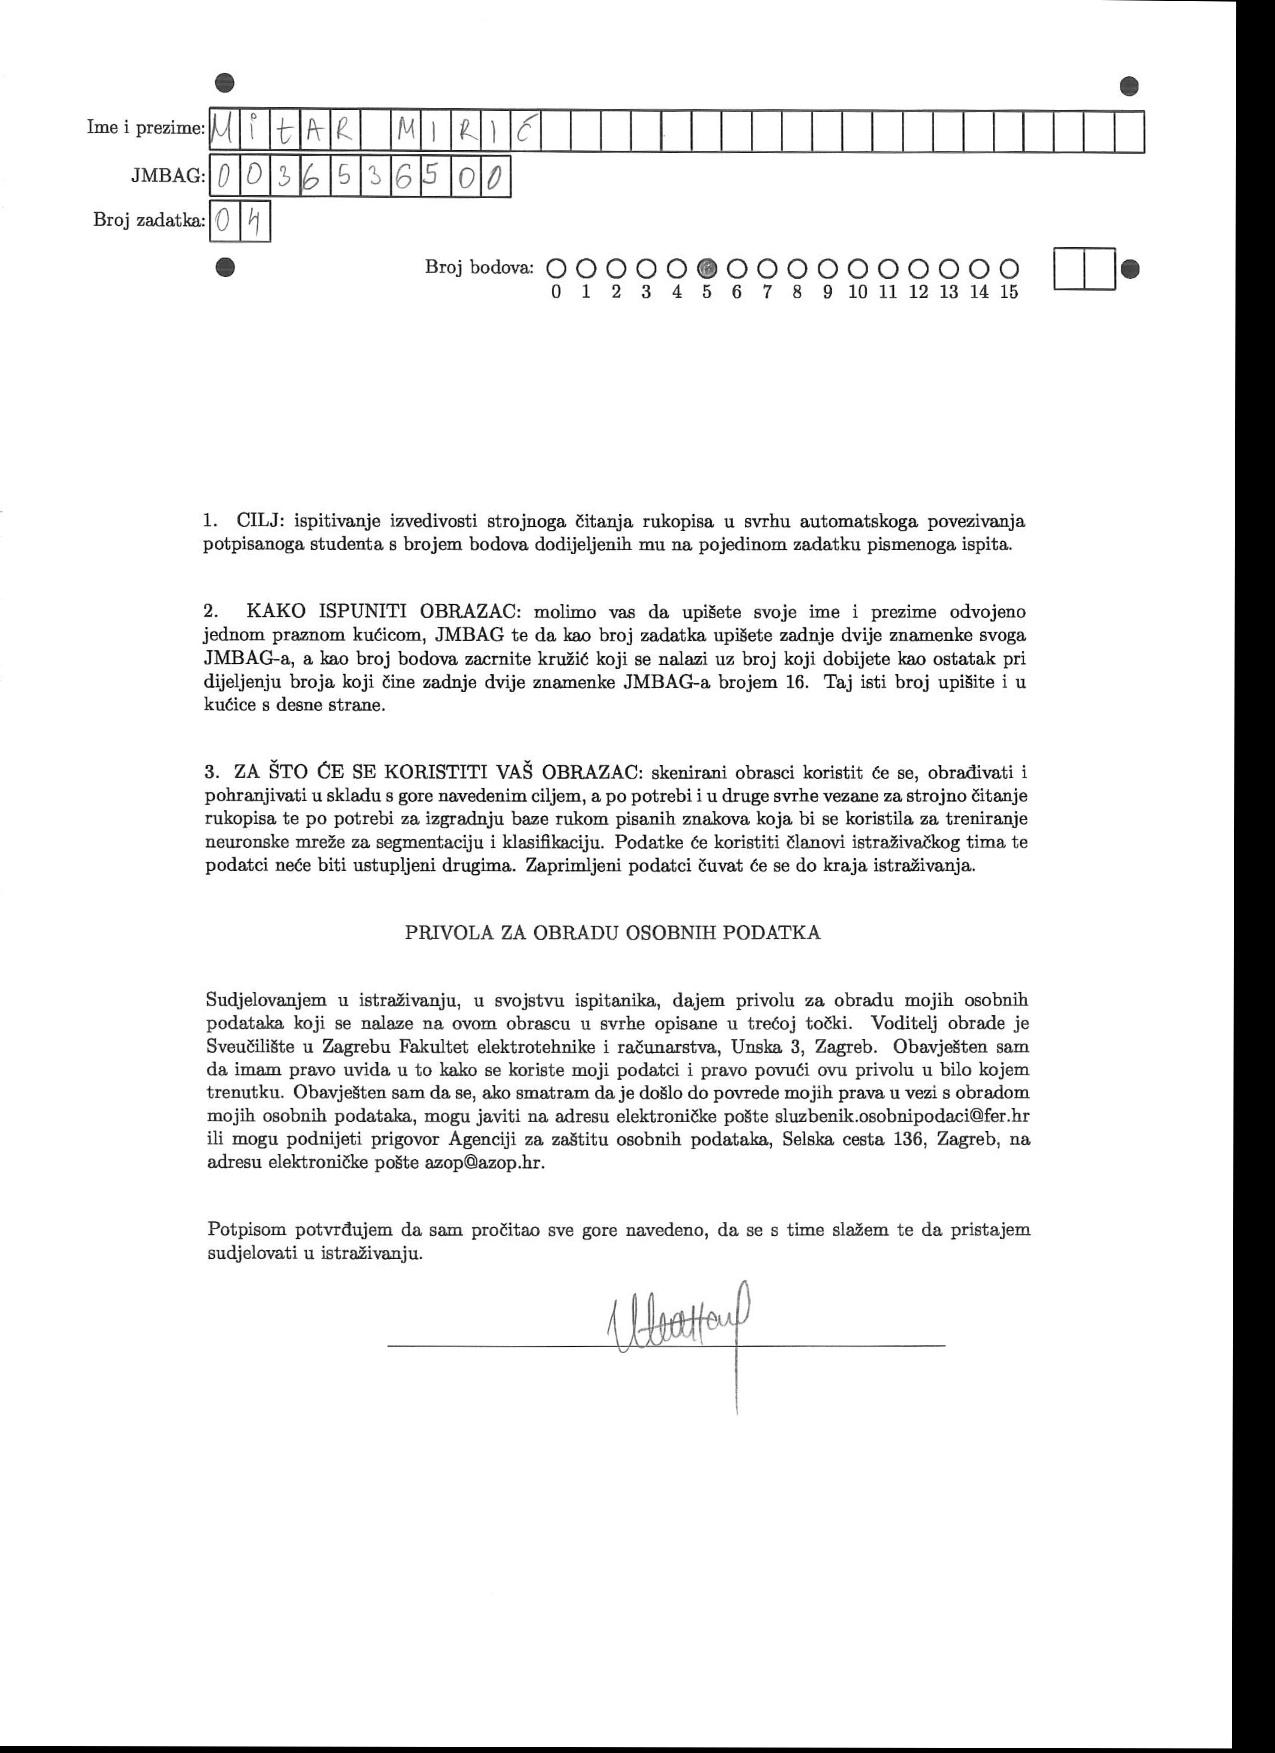 Ime i prezime: MitAR MIRIĆ
JMBAG: 0036536500
Broj zadatka: 04
Broj bodova:
0 1 2 3 4 5 6 7 8 9 10 11 12 13 14 15
1. CILJ: ispitivanje izvedivosti strojnoga čitanja rukopisa u svrhu automatskoga povezivanja
potpisanoga studenta s brojem bodova dodijeljenih mu na pojedinom zadatku pismenoga ispita.
2. KAKO ISPUNITI OBRAZAC: molimo vas da upišete svoje ime i prezime odvojeno
jednom praznom kućicom, JMBAG te da kao broj zadatka upišete zadnje dvije znamenke svoga
JMBAG-a, a kao broj bodova zacrnite kružić koji se nalazi uz broj koji dobijete kao ostatak pri
dijeljenju broja koji čine zadnje dvije znamenke JMBAG-a brojem 16. Taj isti broj upišite i u
kućice s desne strane.
3. ZA ŠTO ĆE SE KORISTITI VAŠ OBRAZAC: skenirani obrasci koristit će se, obrađivati i
pohranjivati u skladu s gore navedenim ciljem, a po potrebi i u druge svrhe vezane za strojno čitanje
rukopisa te po potrebi za izgradnju baze rukom pisanih znakova koja bi se koristila za treniranje
neuronske mreže za segmentaciju i klasifikaciju. Podatke će koristiti članovi istraživačkog tima te
podatci neće biti ustupljeni drugima. Zaprimljeni podatci čuvat će se do kraja istraživanja.
PRIVOLA ZA OBRADU OSOBNIH PODATKA
Sudjelovanjem u istraživanju, u svojstvu ispitanika, dajem privolu za obradu mojih osobnih
podataka koji se nalaze na ovom obrascu u svrhe opisane u trećoj točki. Voditelj obrade je
Sveučilište u Zagrebu Fakultet elektrotehnike i računarstva, Unska 3, Zagreb. Obavješten sam
da imam pravo uvida u to kako se koriste moji podatci i pravo povući ovu privolu u bilo kojem
trenutku. Obavješten sam da se, ako smatram da je došlo do povrede mojih prava u vezi s obradom
mojih osobnih podataka, mogu javiti na adresu elektroničke pošte sluzbenik.osobnipodaci@fer.hr
ili mogu podnijeti prigovor Agenciji za zaštitu osobnih podataka, Selska cesta 136, Zagreb, na
adresu elektroničke pošte azop@azop.hr.
Potpisom potvrđujem da sam pročitao sve gore navedeno, da se s time slažem te da pristajem
sudjelovati u istraživanju.